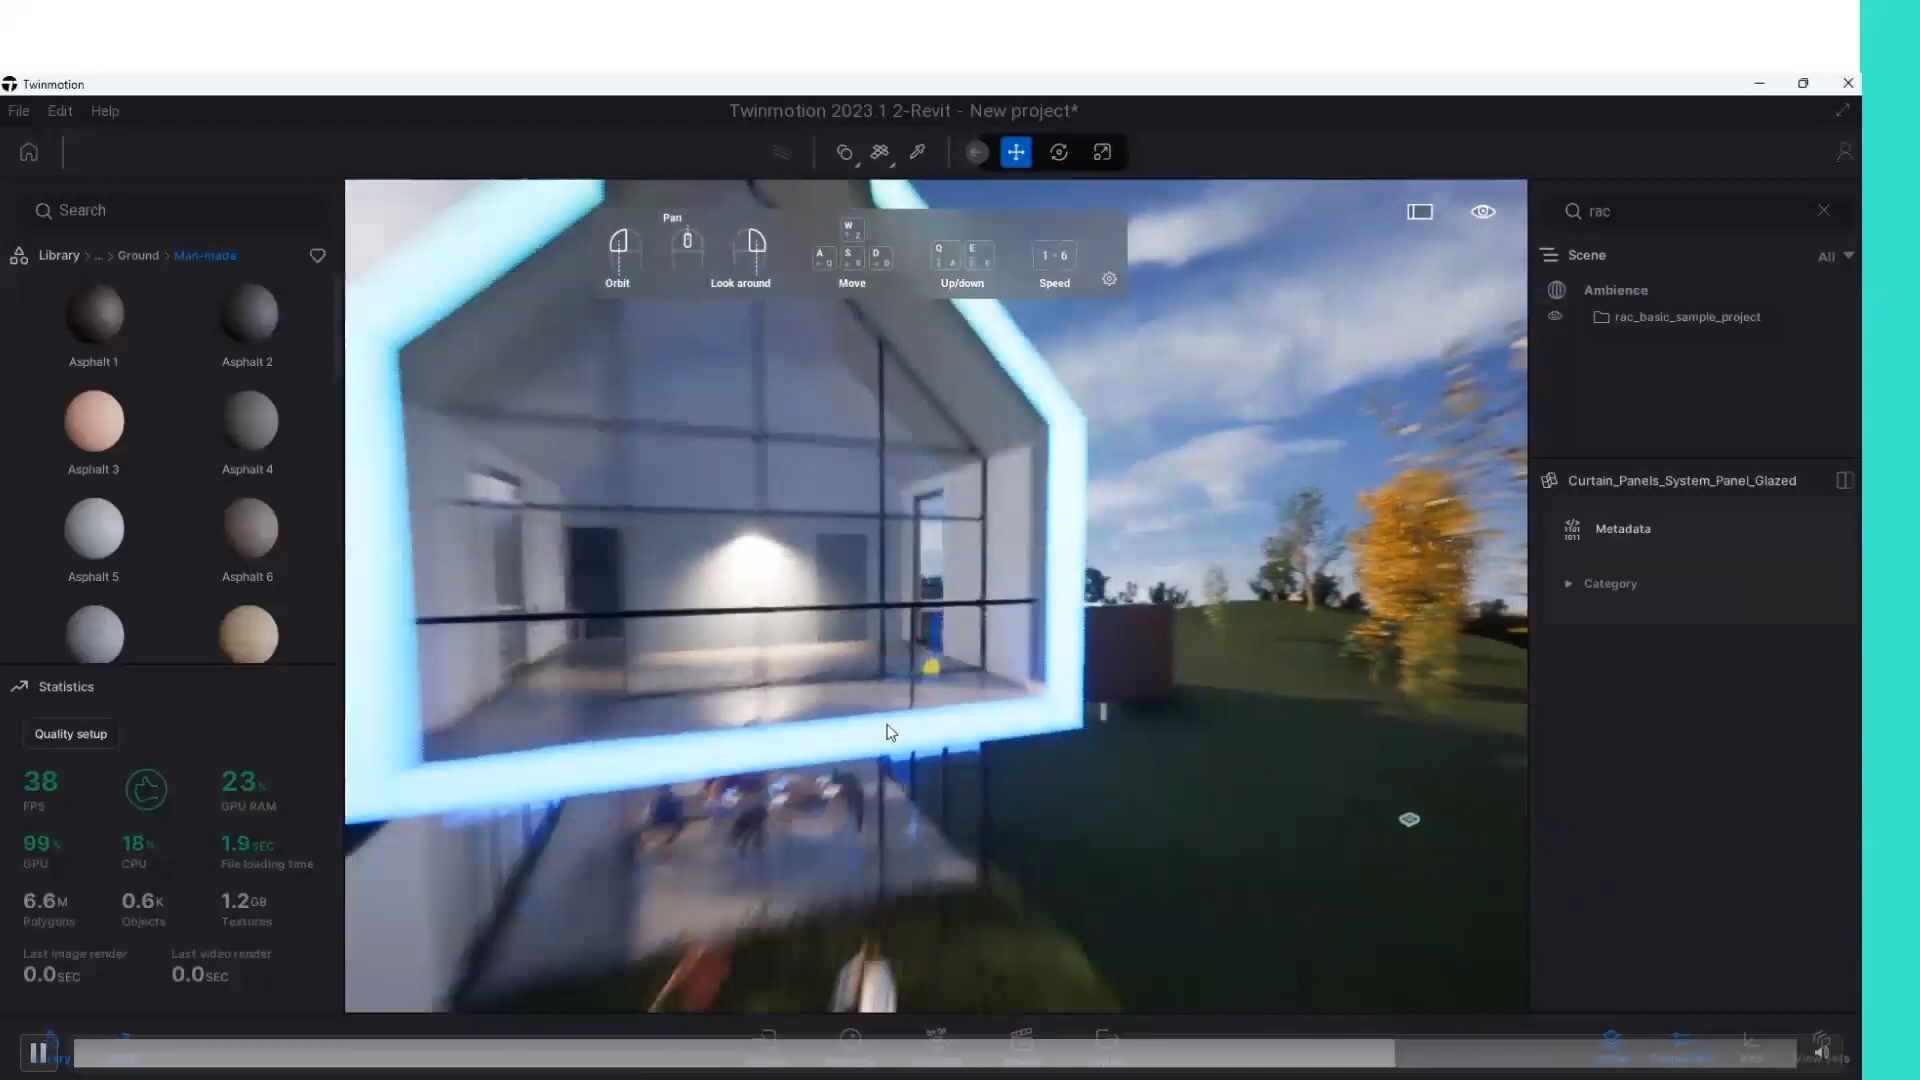 Twinmotion
File Edit Help
Twinmotion 2023.1.2-Revit - New project*
Search
Library > ... > Ground > Man-made
Asphalt 1
Asphalt 2
Asphalt 3
Asphalt 4
Asphalt 5
Asphalt 6
Statistics
Quality setup
38
FPS
23%
GPU RAM
99%
GPU
18%
CPU
1.9 SEC
File loading time
6.6M
Polygons
0.6K
Objects
1.2GB
Textures
Last image render
0.0SEC
Last video render
0.0SEC
Orbit
Pan
Look around
W
A S D
Move
Q E
Up/down
1 - 6
Speed
rac
Scene
All
Ambience
rac_basic_sample_project
Curtain_Panels_System_Panel_Glazed
Metadata
Category